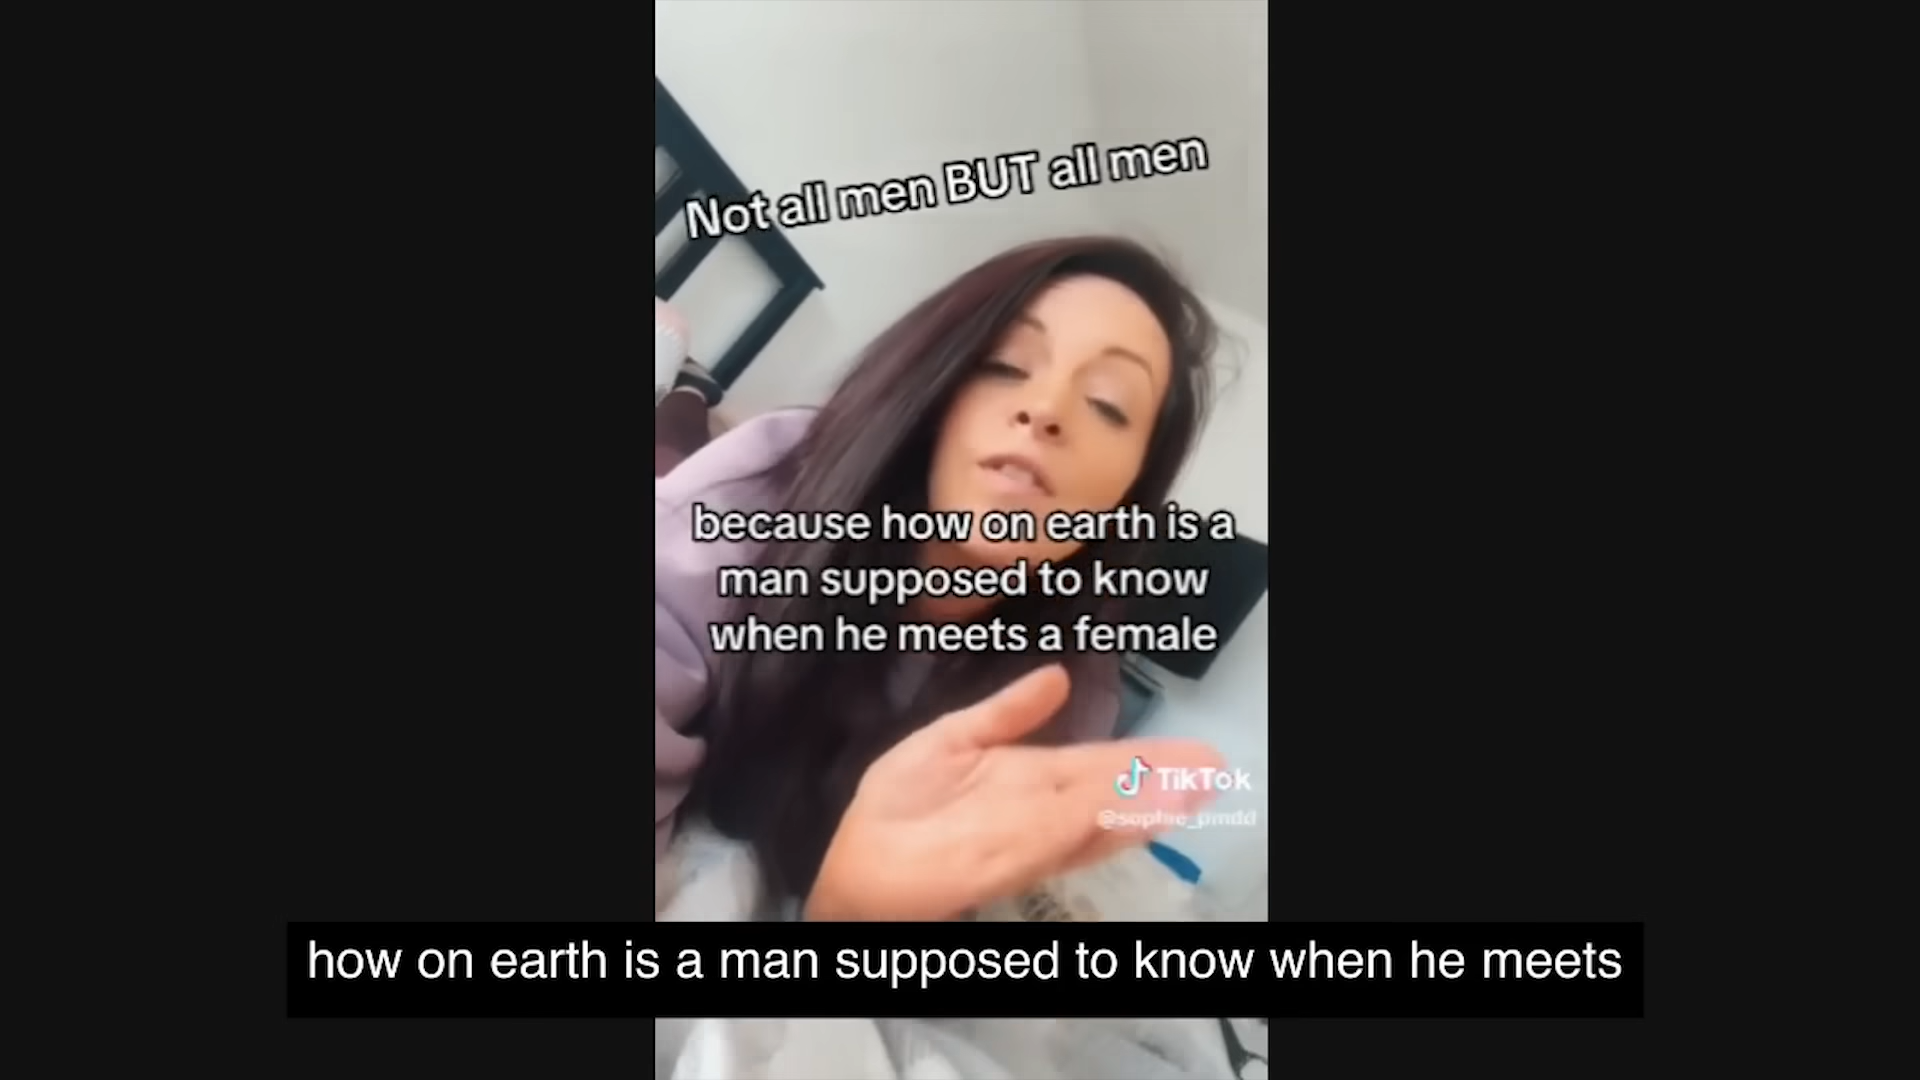 Not all men BUT all men
because how on earth is a
man supposed to know
when he meets a female
TikTok
how on earth is a man supposed to know when he meets